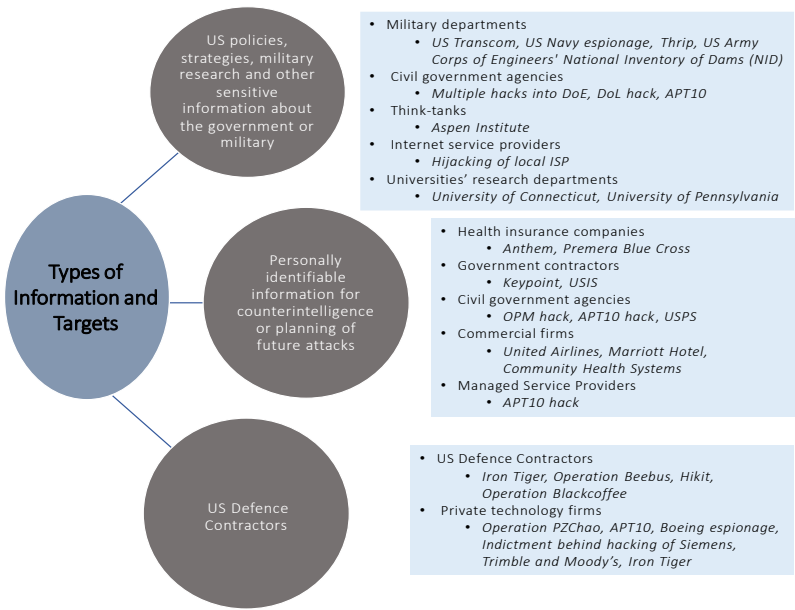 Types of
Information and
Targets
US policies,
strategies, military
research and other
sensitive
information about
the government or
military
• Military departments
• US Transcom, US Navy espionage, Thrip, US Army
Corps of Engineers' National Inventory of Dams (NID)
• Civil government agencies
• Multiple hacks into DoE, DoL hack, APT10
• Think-tanks
• Aspen Institute
• Internet service providers
• Hijacking of local ISP
• Universities' research departments
• University of Connecticut, University of Pennsylvania
Personally
identifiable
information for
counterintelligence
or planning of
future attacks
• Health insurance companies
• Anthem, Premera Blue Cross
• Government contractors
• Keypoint, USIS
• Civil government agencies
• OPM hack, APT10 hack, USPS
• Commercial firms
• United Airlines, Marriott Hotel,
Community Health Systems
• Managed Service Providers
• APT10 hack
US Defence
Contractors
• US Defence Contractors
• Iron Tiger, Operation Beebus, Hikit,
Operation Blackcoffee
• Private technology firms
• Operation PZChao, APT10, Boeing espionage,
Indictment behind hacking of Siemens,
Trimble and Moody's, Iron Tiger